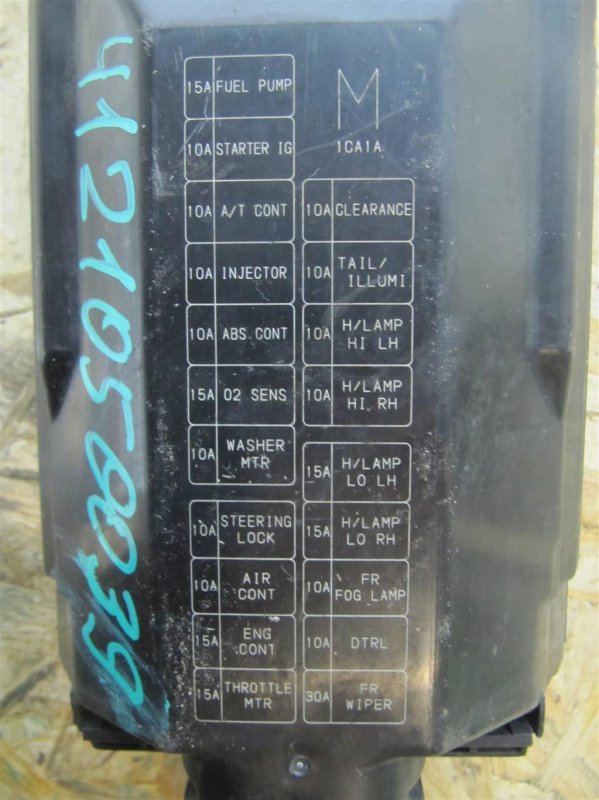 4121059039
15A FUEL PUMP
10A STARTER IG
10A A/T CONT
10A INJECTOR
10A ABS CONT
15A O2 SENS
10A WASHER
MTR
10A STEERING
LOCK
10A AIR
CONT
15A ENG
CONT
15A THROTTLE
MTR
M
1CA1A
10A CLEARANCE
10A TAIL/
ILLUMI
10A H/LAMP
HI LH
10A H/LAMP
HI RH
15A H/LAMP
LO LH
15A H/LAMP
LO RH
10A FR
FOG LAMP
10A DTRL
30A FR
WIPER